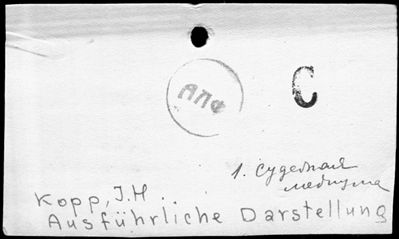 АПФ
C
1. Судебная
медицина
Kopp, J.H.
Ausführliche Darstellung